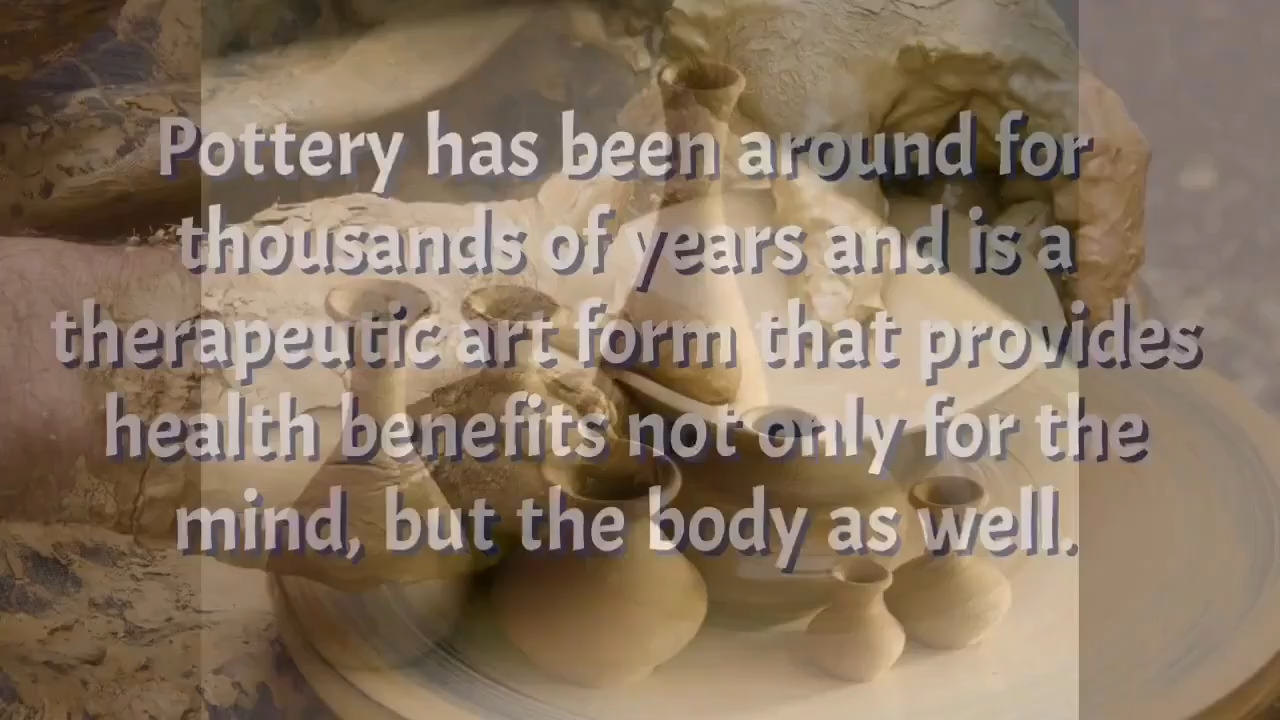 Pottery has been around for
thousands of years and is a
therapeutic art form that provides
health benefits not only for the
mind, but the body as well.